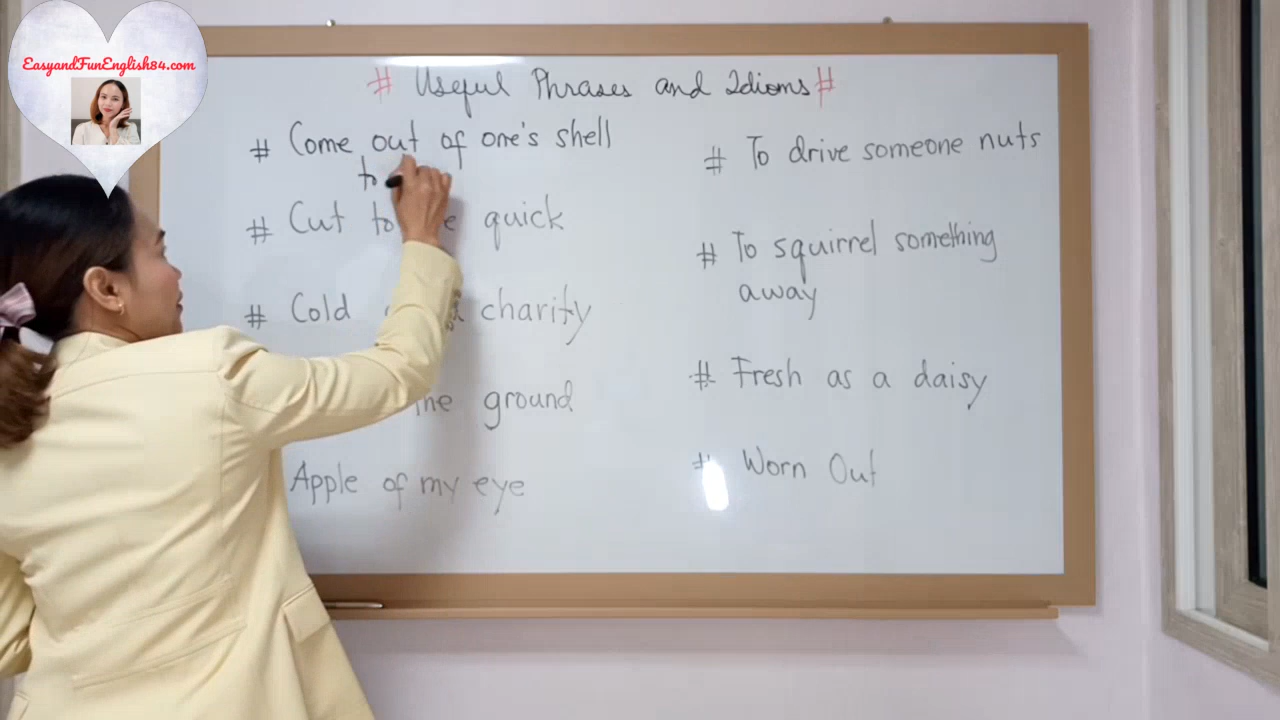 EasyandFunEnglish84.com
# Useful Phrases and Idioms #
# Come out of one's shell
to
# Cut to quick
# Cold charity
the ground
Apple of my eye
# To drive someone nuts
# To squirrel something
away
# Fresh as a daisy
# Worn Out